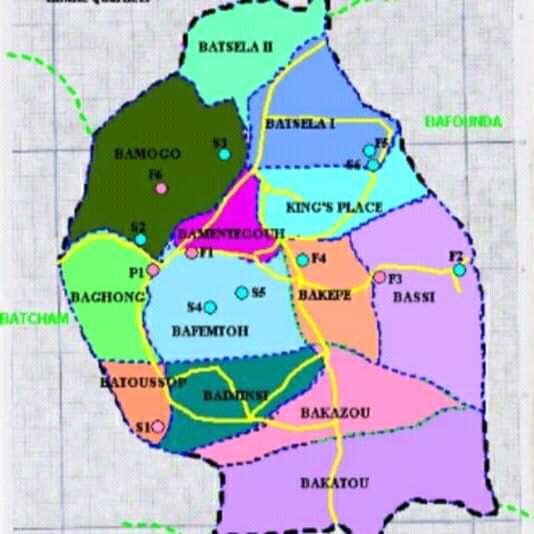 BATSELA II
BATSELA I
F5
BAFOUNDA
BAMOGO
S3
S6
F6
KING'S PLACE
S2
BAMENTEGOUH
F1
F4
F2
P1
F3
BAGHONG
S4
S5
BAKEPE
BASSI
BATCHAM
BAFEMTOH
BATOUSSOP
BADJINSI
BAKAZOU
S1
BAKATOU